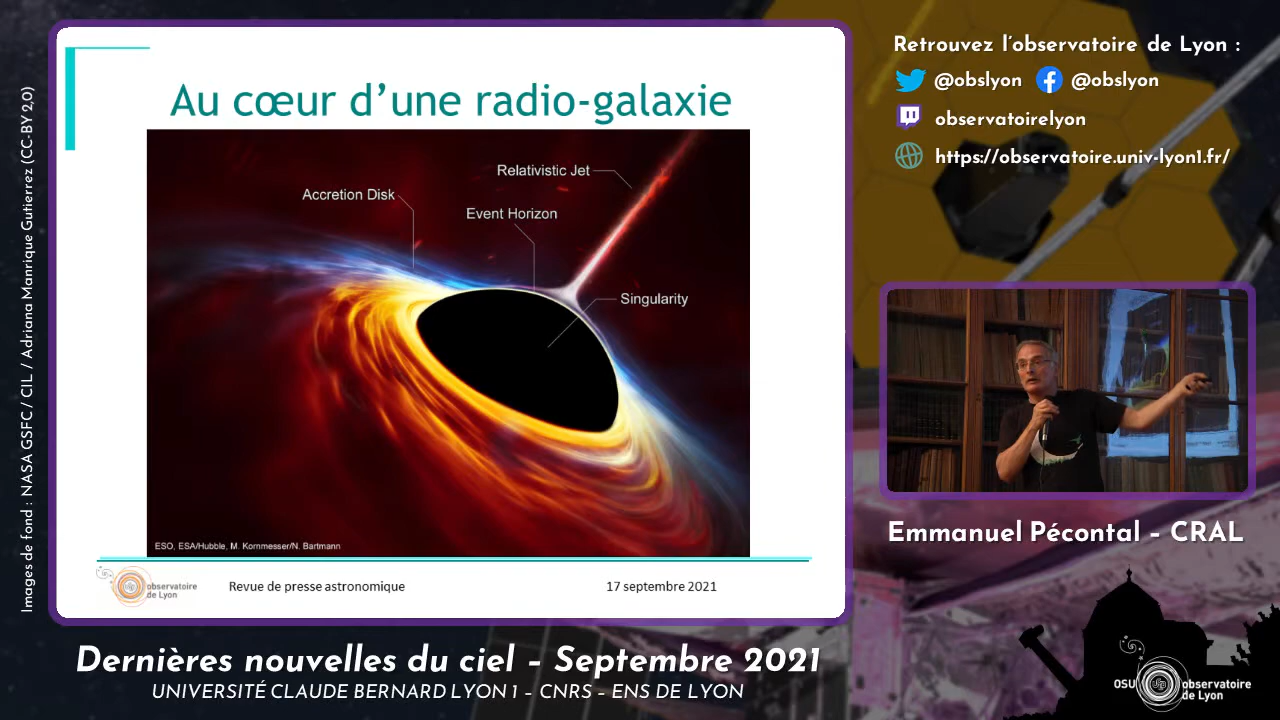 Images de fond : NASA GSFC / CIL / Adriana Manrique Gutierrez (CC-BY 2,0)
Au cœur d'une radio-galaxie
Relativistic Jet
Accretion Disk
Event Horizon
Singularity
ESO, ESA/Hubble, M. Kornmesser/N. Bartmann
observatoire
de Lyon
Revue de presse astronomique
17 septembre 2021
Retrouvez l'observatoire de Lyon :
@obslyon @obslyon
observatoirelyon
https://observatoire.univ-lyon1.fr/
Emmanuel Pécontal – CRAL
Dernières nouvelles du ciel – Septembre 2021
UNIVERSITÉ CLAUDE BERNARD LYON 1 – CNRS – ENS DE LYON
OSU observatoire
de Lyon